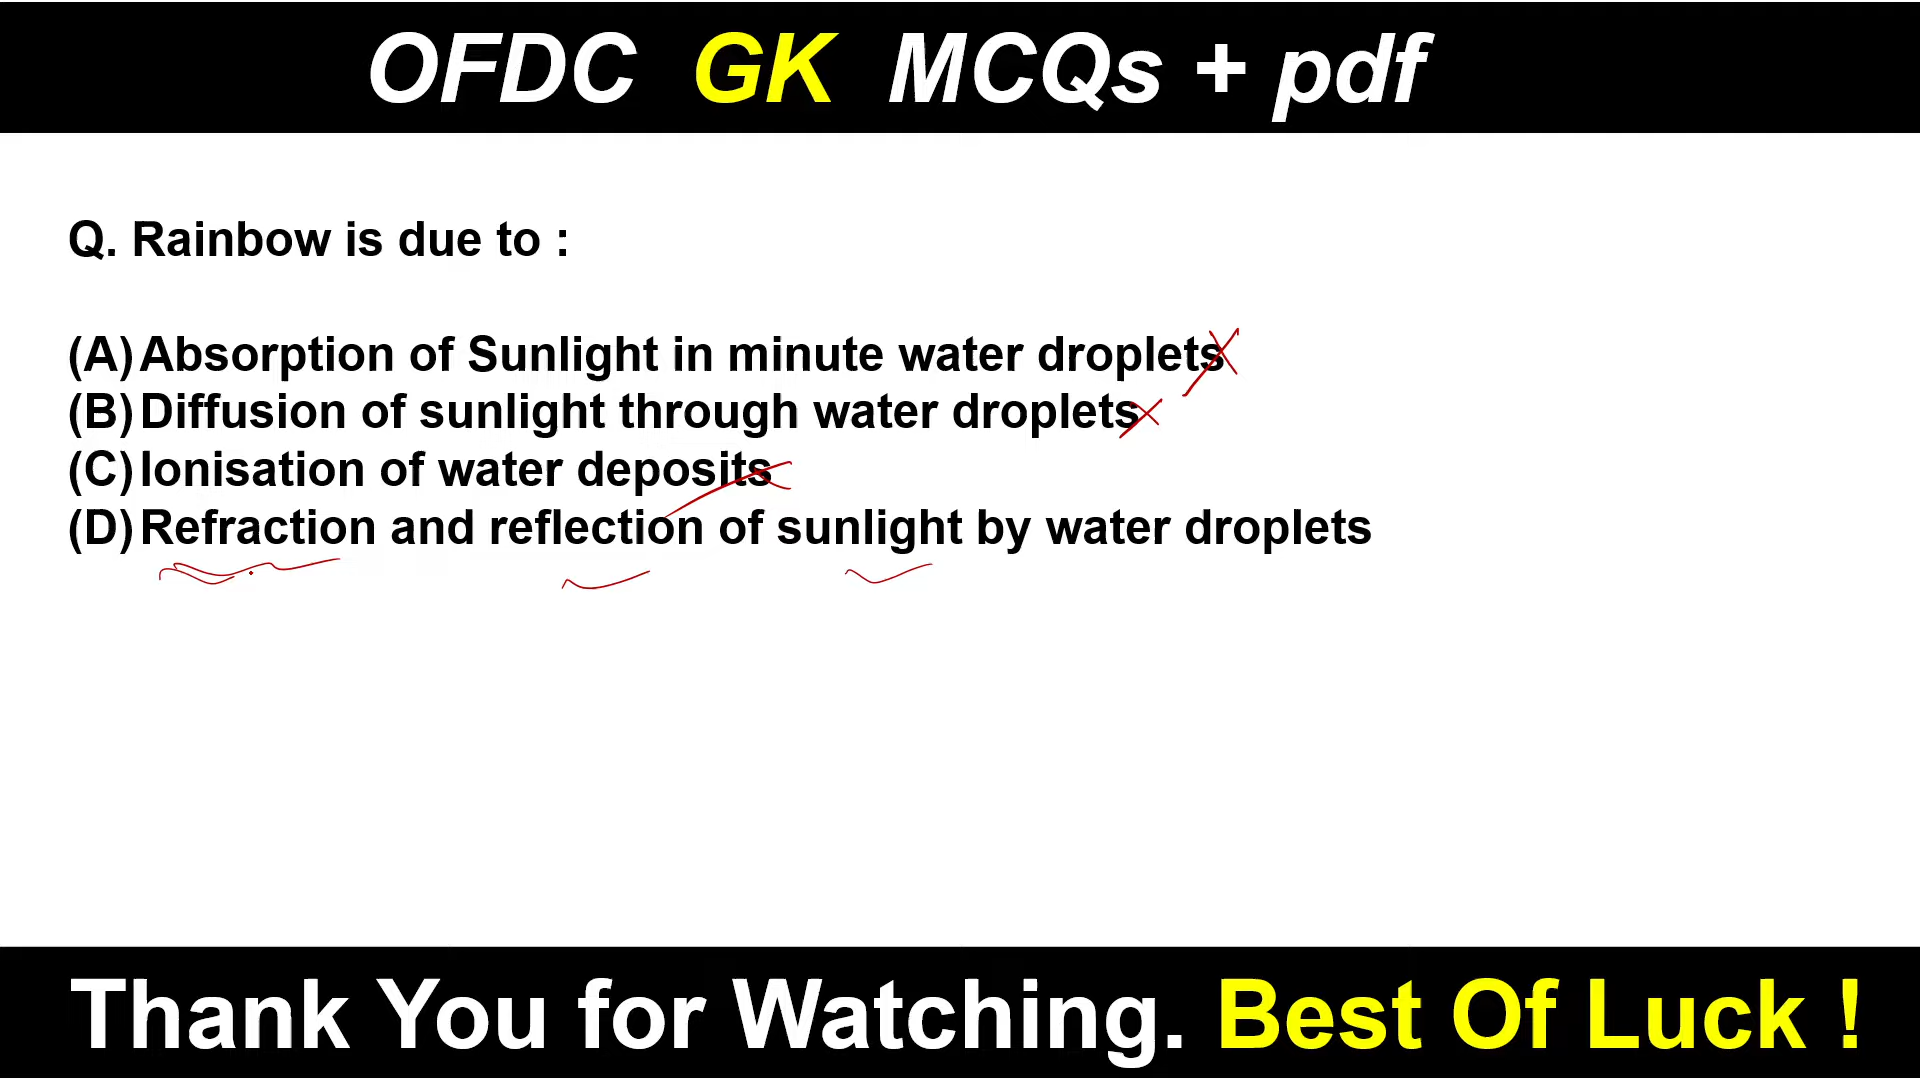 OFDC GK MCQs + pdf
Q. Rainbow is due to :
(A) Absorption of Sunlight in minute water droplets
(B) Diffusion of sunlight through water droplets
(C) Ionisation of water deposits
(D) Refraction and reflection of sunlight by water droplets
Thank You for Watching. Best Of Luck !